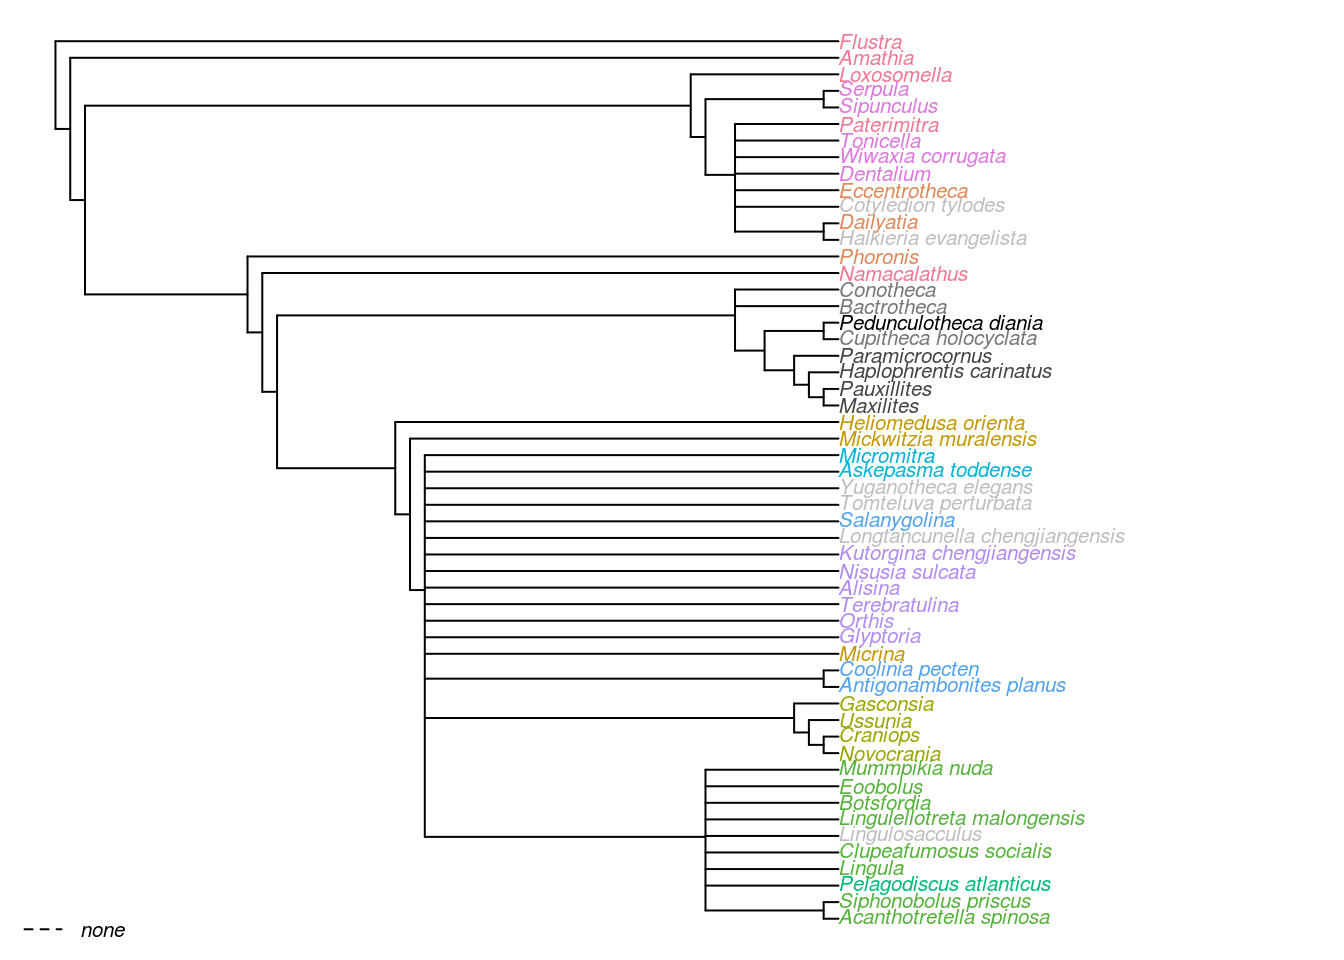 Flustra
Amathia
Loxosomella
Serpula
Sipunculus
Paterimitra
Tonicella
Wiwaxia corrugata
Dentalium
Eccentrotheca
Cotyledion tylodes
Dailyatia
Halkieria evangelista
Phoronis
Namacalathus
Conotheca
Bactrotheca
Pedunculotheca diania
Cupitheca holocyclata
Paramicrocornus
Haplophrentis carinatus
Pauxillites
Maxilites
Heliomedusa orienta
Mickwitzia muralensis
Micromitra
Askepasma toddense
Yuganotheca elegans
Tomteluva perturbata
Salanygolina
Longtancunella chengjiangensis
Kutorgina chengjiangensis
Nisusia sulcata
Alisina
Terebratulina
Orthis
Glyptoria
Micrina
Coolinia pecten
Antigonambonites planus
Gasconsia
Ussunia
Craniops
Novocrania
Mummpikia nuda
Eoobolus
Botsfordia
Lingulellotreta malongensis
Lingulosacculus
Clupeafumosus socialis
Lingula
Pelagodiscus atlanticus
Siphonobolus priscus
Acanthotretella spinosa
none